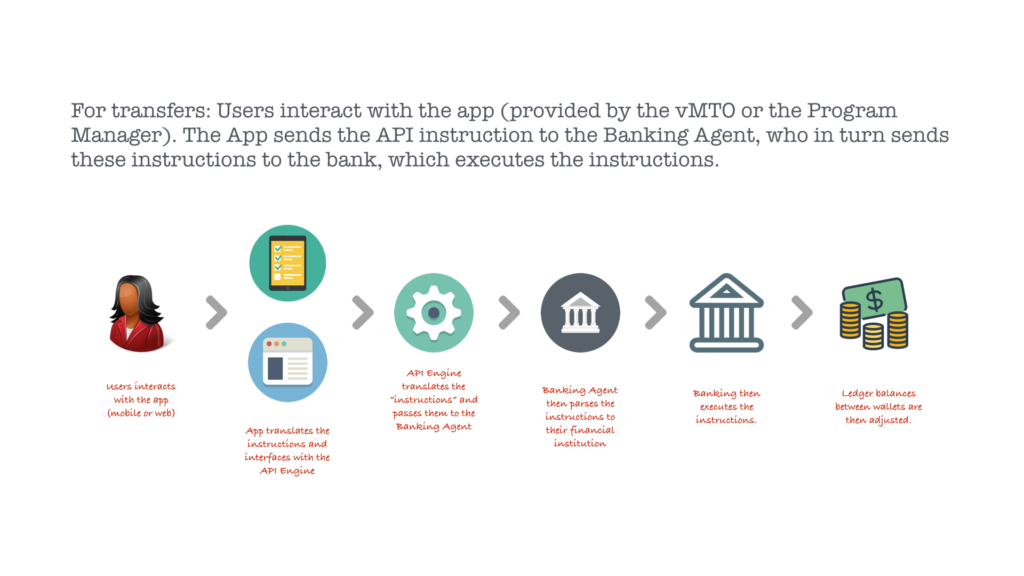 For transfers: Users interact with the app (provided by the vMTO or the Program
Manager). The App sends the API instruction to the Banking Agent, who in turn sends
these instructions to the bank, which executes the instructions.
Users interacts
with the app
(mobile or web)
App translates the
instructions and
interfaces with the
API Engine
API Engine
translates the
"instructions" and
passes them to the
Banking Agent
Banking Agent
then parses the
instructions to
their financial
institution
Banking then
executes the
instructions.
$
Ledger balances
between wallets are
then adjusted.